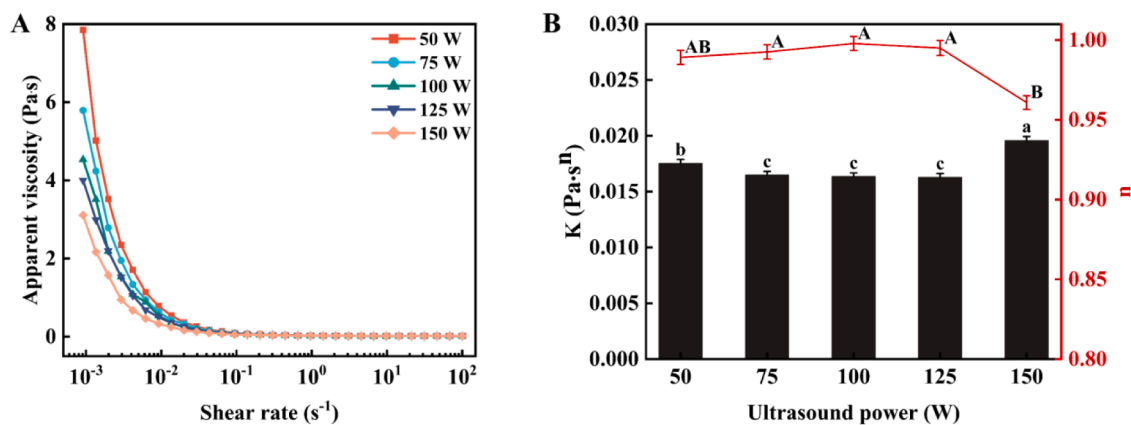 A
Apparent viscosity (Pa·s)
8
6
4
2
0
50 W
75 W
100 W
125 W
150 W
10⁻³ 10⁻² 10⁻¹ 10⁰ 10¹ 10²
Shear rate (s⁻¹)
B
K (Pa·sⁿ)
0.030
0.025
0.020
0.015
0.010
0.005
0.000
AB A A A B
b c c c a
50 75 100 125 150
Ultrasound power (W)
1.00
0.95
0.90
0.85
0.80
n